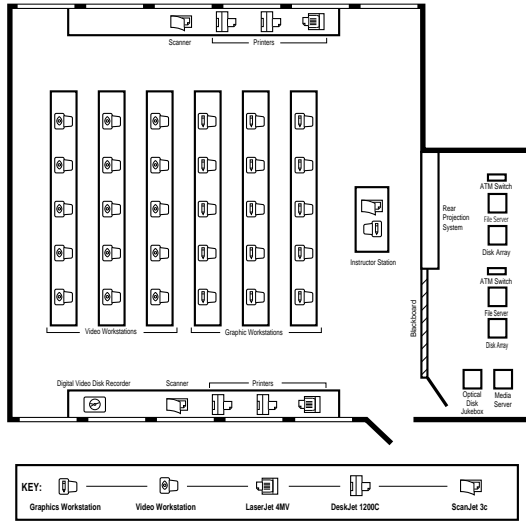 Scanner
Printers
ATM Switch
File Server
Disk Array
Rear
Projection
System
Instructor Station
ATM Switch
File Server
Disk Array
Blackboard
Video Workstations
Graphic Workstations
Digital Video Disk Recorder
Scanner
Printers
Optical
Disk
Jukebox
Media
Server
KEY:
Graphics Workstation
Video Workstation
LaserJet 4MV
DeskJet 1200C
ScanJet 3c